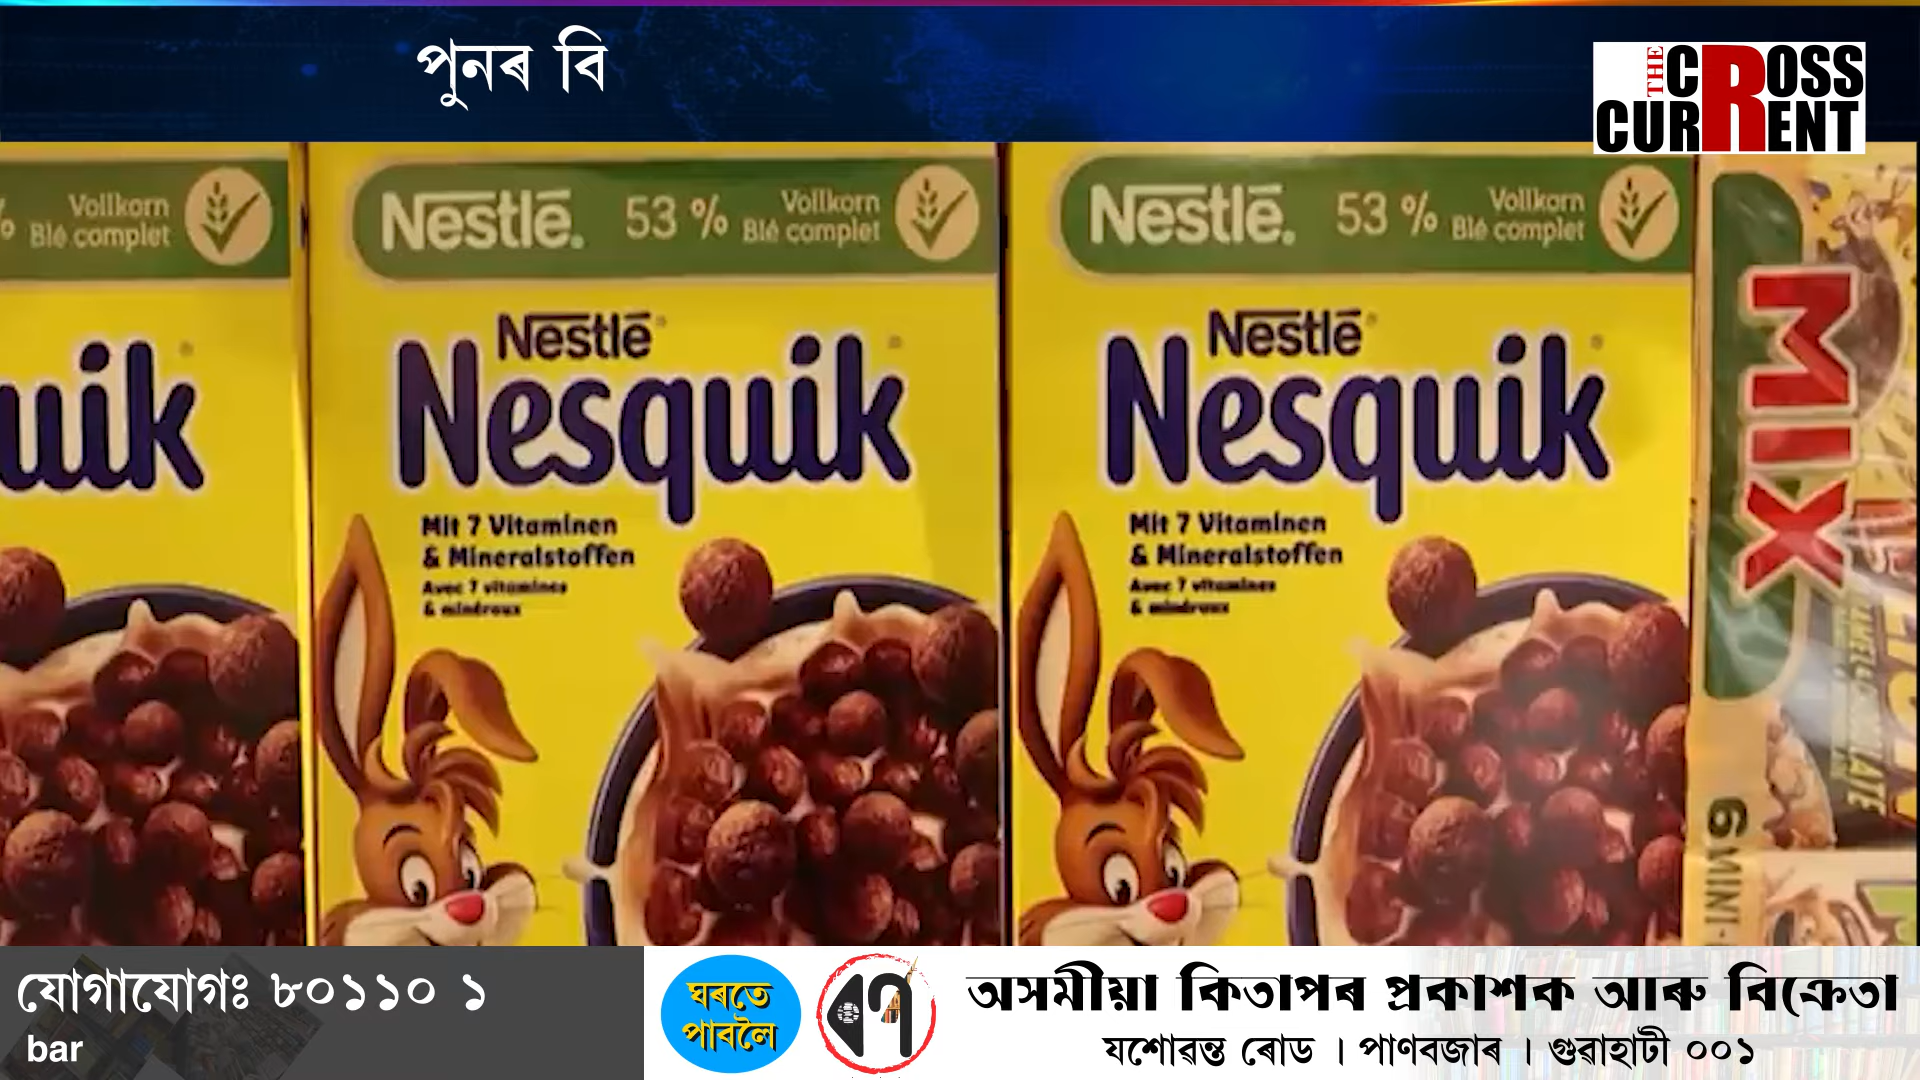 পুনৰ বি
THE CROSS
CURRENT
% Vollkorn
Blé complet
Nestlé. 53 % Vollkorn
Blé complet
Nestlé. 53 % Vollkorn
Blé complet
uik
Nestlé
Nesquik
Mit 7 Vitaminen
& Mineralstoffen
Avec 7 vitamines
& minéraux
Nestlé
Nesquik
Mit 7 Vitaminen
& Mineralstoffen
Avec 7 vitamines
& minéraux
MIX
6 MINI
যোগাযোগঃ ৮০১১০ ১
bar
ঘৰতে
পাবলৈ
অসমীয়া কিতাপৰ প্ৰকাশক আৰু বিক্ৰেতা
যশোৱন্ত ৰোড । পাণবজাৰ । গুৱাহাটী ০০১